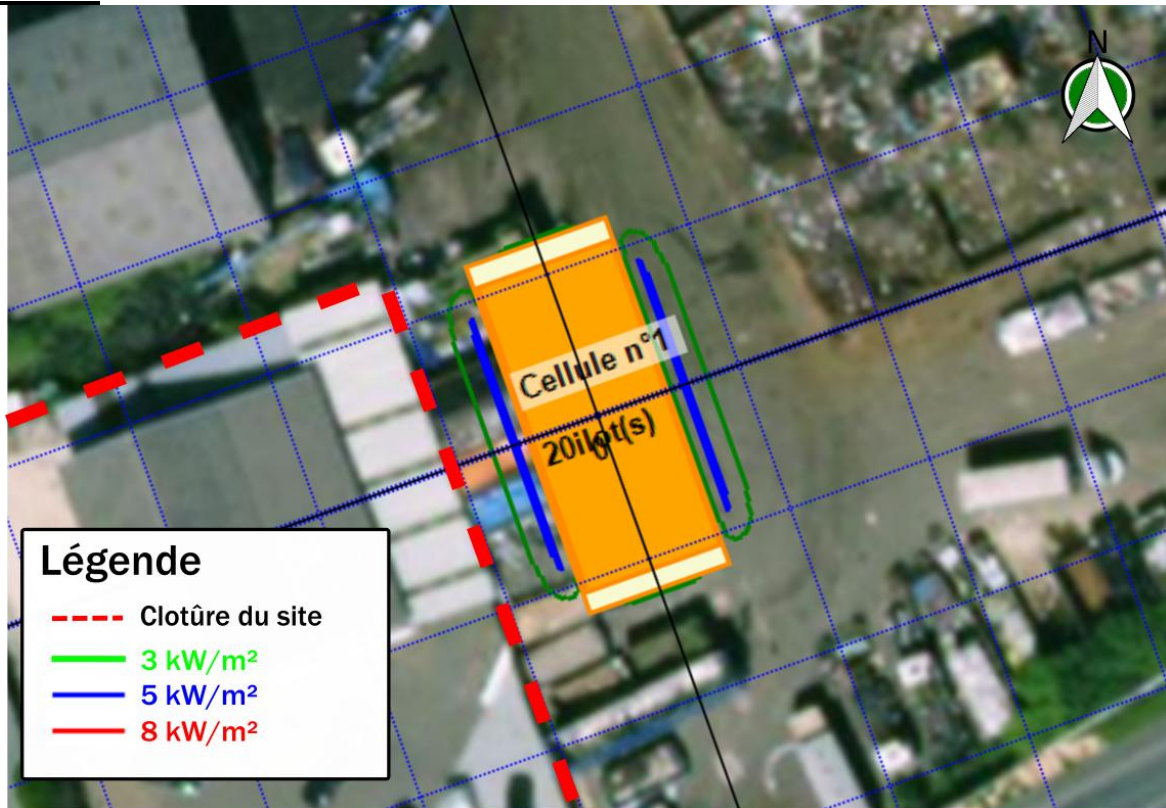 N
Cellule n°1
20ilot(s)
0
Légende
Clotûre du site
3 kW/m²
5 kW/m²
8 kW/m²